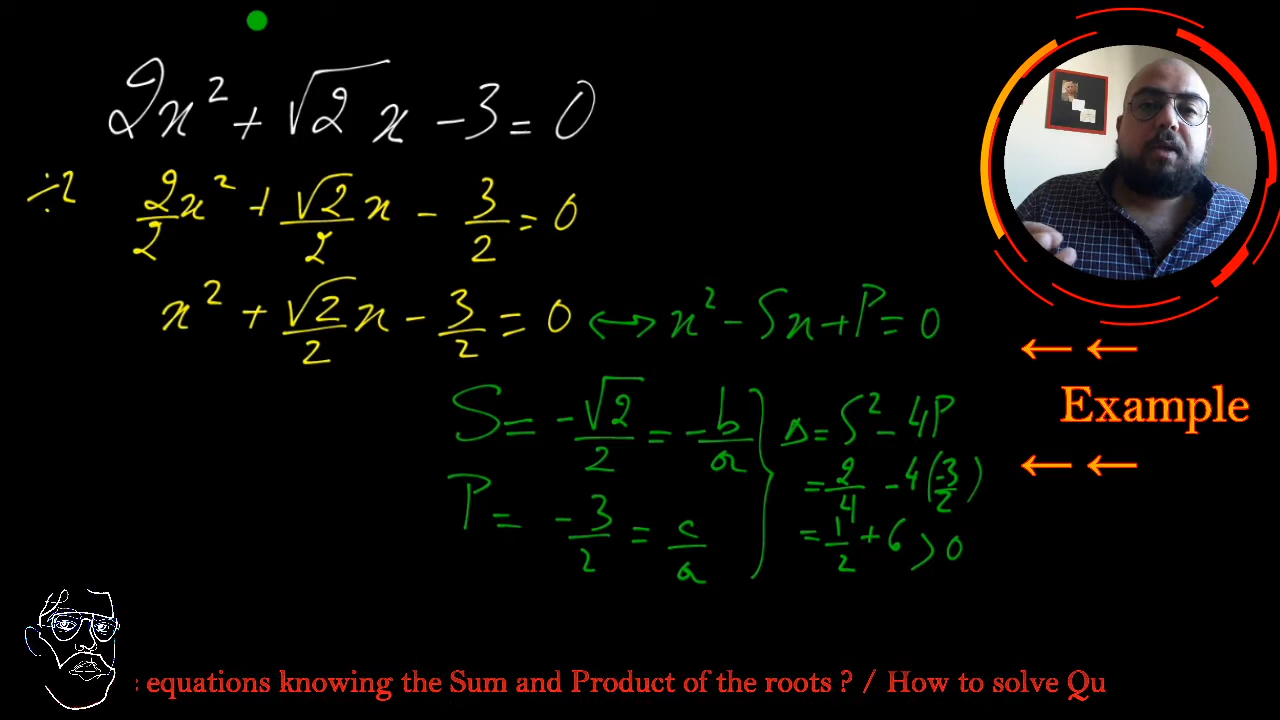 2x² + √2 x - 3 = 0
÷2 2/2 x² + √2/2 x - 3/2 = 0
x² + √2/2 x - 3/2 = 0 ↔ x² - Sx + P = 0
← ←
Example
← ←
S = -√2/2 = -b/a
P = -3/2 = c/a
Δ = S² - 4P
= 2/4 - 4(-3/2)
= 1/2 + 6 > 0
equations knowing the Sum and Product of the roots ? / How to solve Qu